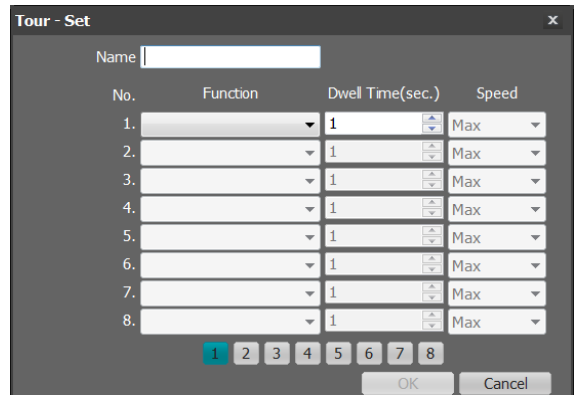 Tour - Set x
Name
No. Function Dwell Time(sec.) Speed
1. 1 Max
2. 1 Max
3. 1 Max
4. 1 Max
5. 1 Max
6. 1 Max
7. 1 Max
8. 1 Max
1 2 3 4 5 6 7 8
OK Cancel